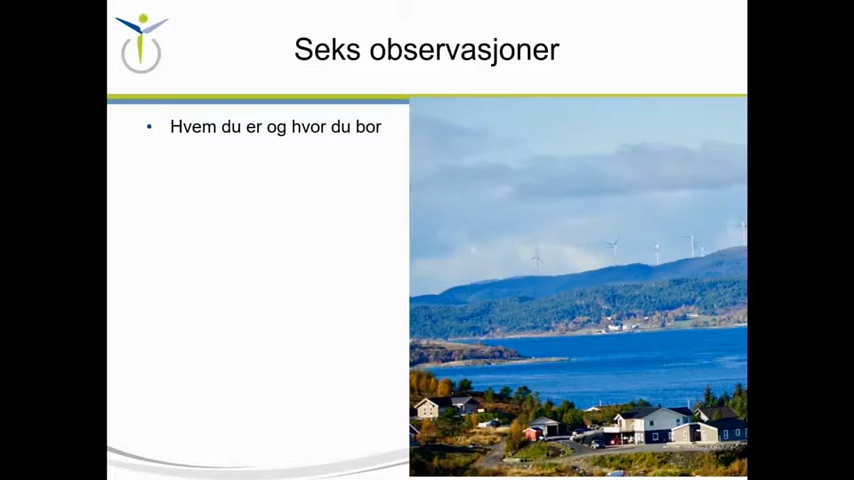 Seks observasjoner
• Hvem du er og hvor du bor